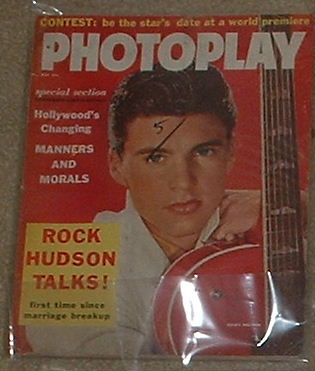 CONTEST: be the star's date at a world premiere
PHOTOPLAY
special section
Hollywood's
Changing
MANNERS
AND
MORALS
5/
ROCK
HUDSON
TALKS!
first time since
marriage breakup